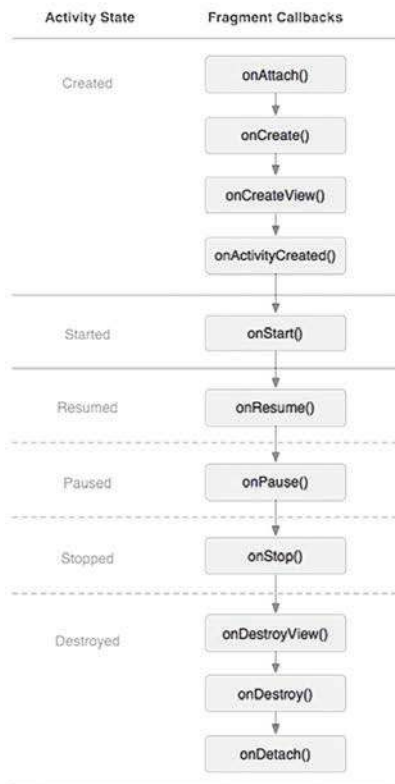 Activity State Fragment Callbacks
Created
onAttach()
onCreate()
onCreateView()
onActivityCreated()
Started onStart()
Resumed onResume()
Paused onPause()
Stopped onStop()
Destroyed
onDestroyView()
onDestroy()
onDetach()